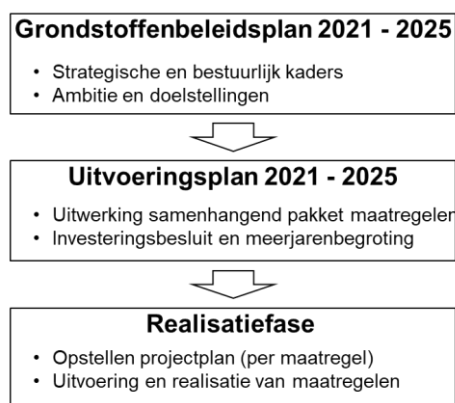 Grondstoffenbeleidsplan 2021 - 2025
• Strategische en bestuurlijk kaders
• Ambitie en doelstellingen
Uitvoeringsplan 2021 - 2025
• Uitwerking samenhangend pakket maatregelen
• Investeringsbesluit en meerjarenbegroting
Realisatiefase
• Opstellen projectplan (per maatregel)
• Uitvoering en realisatie van maatregelen